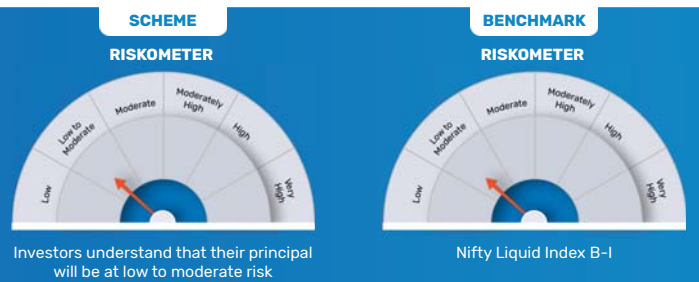 SCHEME
RISKOMETER
Low
Low to
Moderate
Moderate
Moderately
High
High
Very
High
Investors understand that their principal
will be at low to moderate risk
BENCHMARK
RISKOMETER
Low
Low to
Moderate
Moderate
Moderately
High
High
Very
High
Nifty Liquid Index B-I